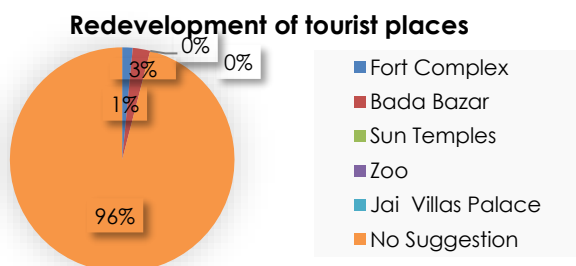 Redevelopment of tourist places
0%
3%
0%
1%
96%
Fort Complex
Bada Bazar
Sun Temples
Zoo
Jai Villas Palace
No Suggestion